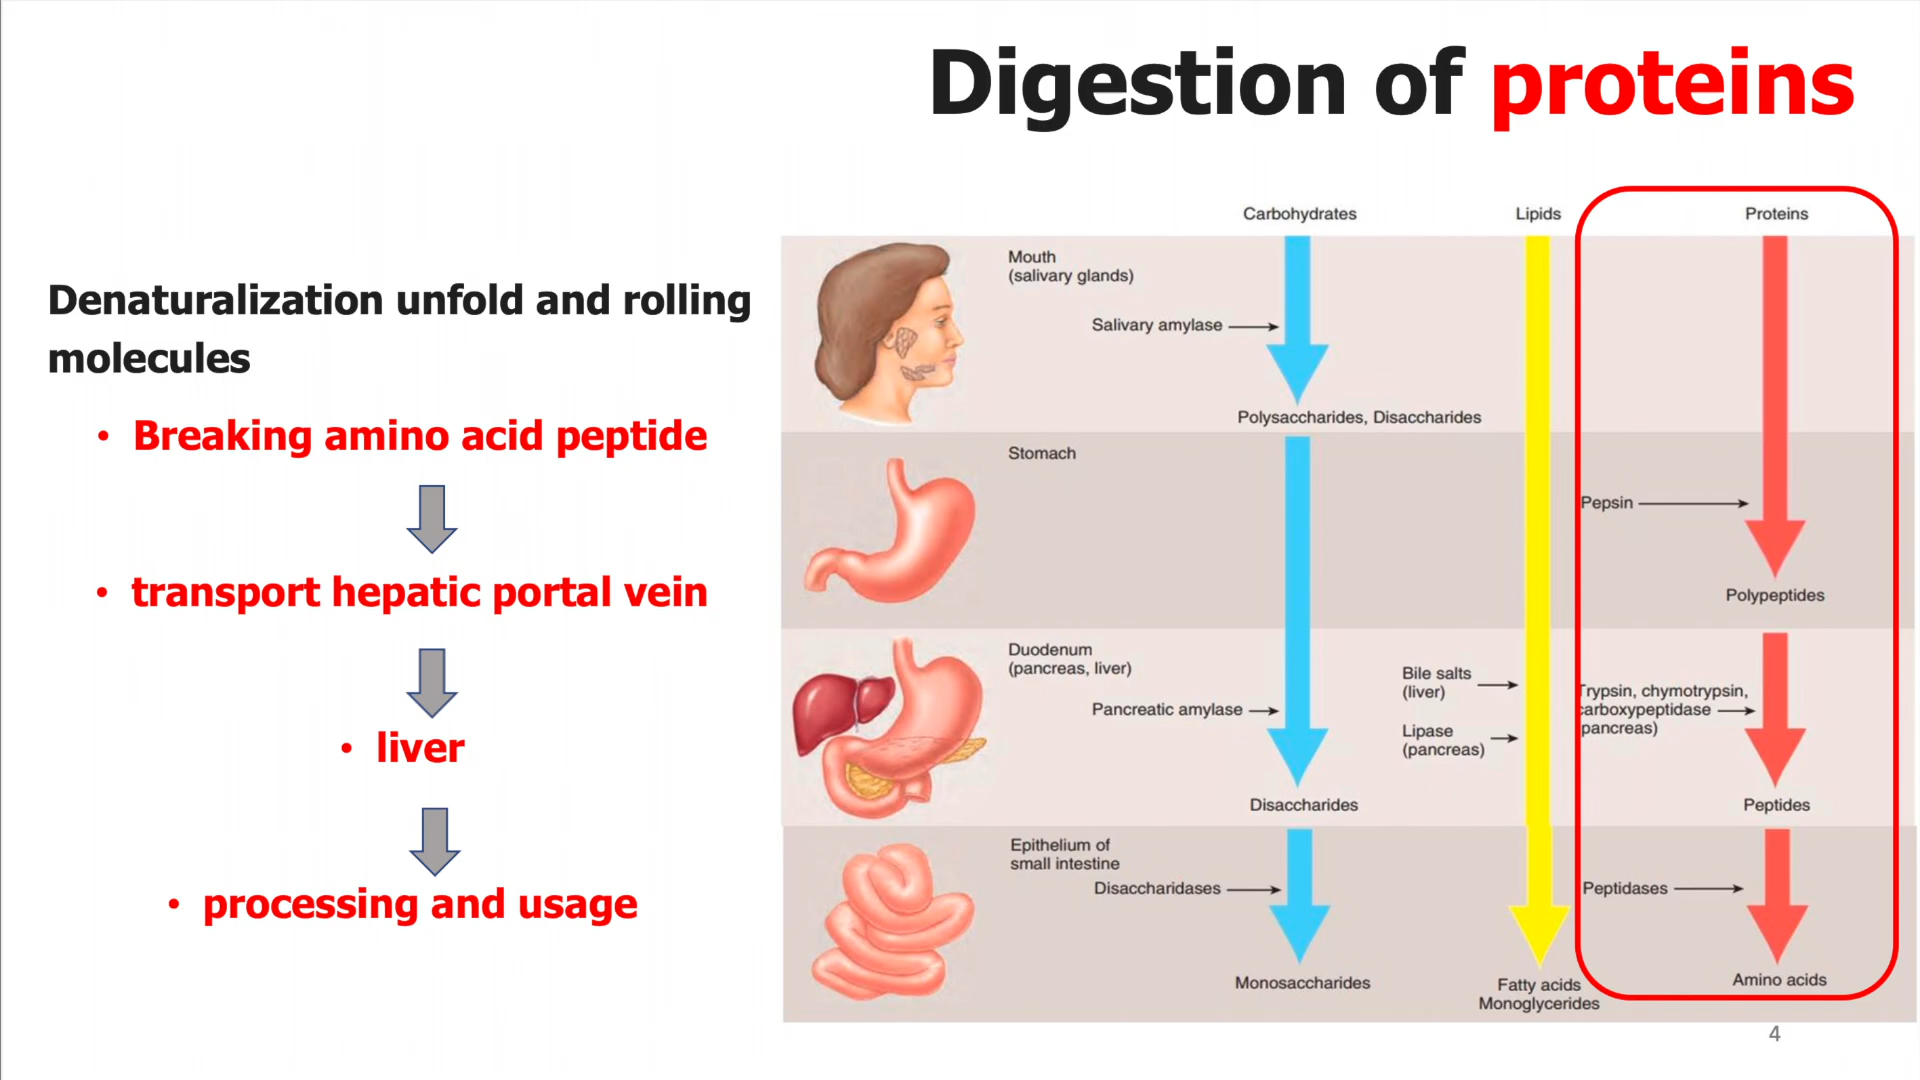 Digestion of proteins
Denaturalization unfold and rolling
molecules
• Breaking amino acid peptide
• transport hepatic portal vein
• liver
• processing and usage
Carbohydrates
Lipids
Proteins
Mouth
(salivary glands)
Salivary amylase
Polysaccharides, Disaccharides
Stomach
Pepsin
Polypeptides
Duodenum
(pancreas, liver)
Pancreatic amylase
Bile salts
(liver)
Lipase
(pancreas)
Trypsin, chymotrypsin,
carboxypeptidase
(pancreas)
Disaccharides
Peptides
Epithelium of
small intestine
Disaccharidases
Peptidases
Monosaccharides
Fatty acids
Monoglycerides
Amino acids
4